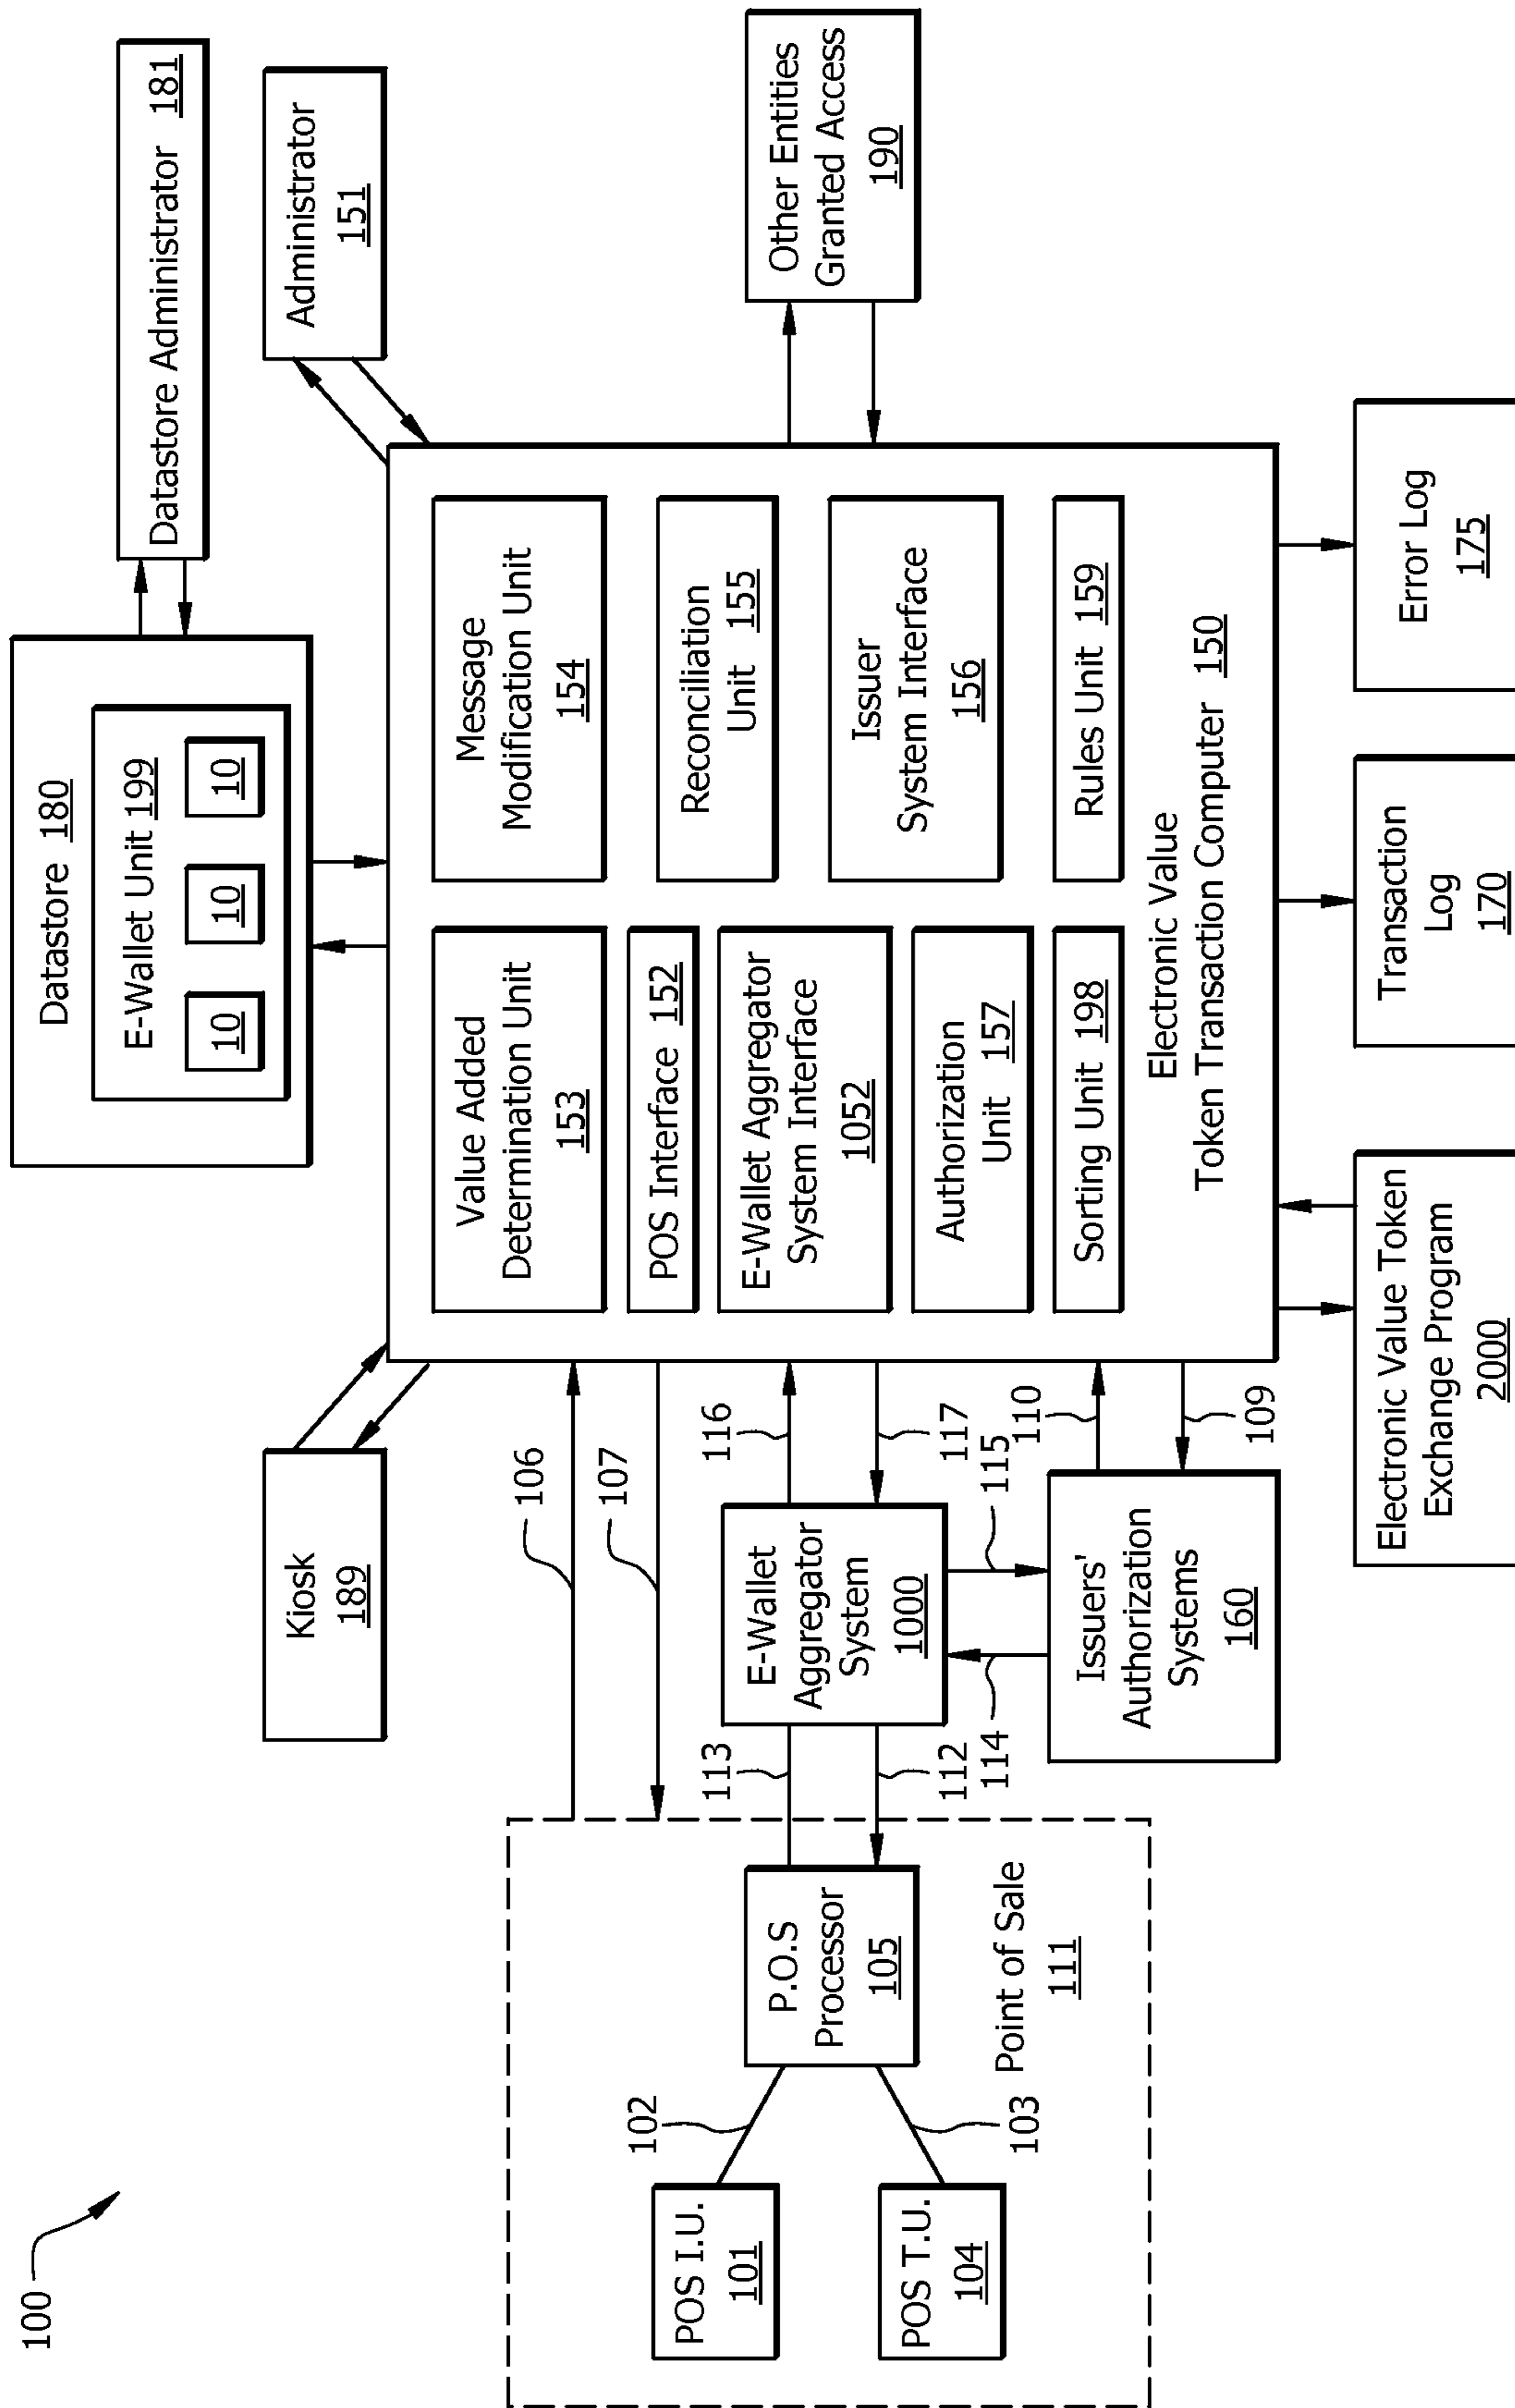 100
Datastore 180
E-Wallet Unit 199
10
10
10
Datastore Administrator 181
Kiosk
189
Administrator
151
Value Added
Determination Unit
153
POS Interface 152
E-Wallet Aggregator
System Interface
1052
Authorization
Unit 157
Sorting Unit 198
Message
Modification Unit
154
Reconciliation
Unit 155
Issuer
System Interface
156
Rules Unit 159
Electronic Value
Token Transaction Computer 150
Other Entities
Granted Access
190
106
107
POS I.U.
101
102
POS T.U.
104
103
P.O.S
Processor
105
Point of Sale
111
113
112
E-Wallet
Aggregator
System
1000
116
117
114
115
Issuers'
Authorization
Systems
160
110
109
Electronic Value Token
Exchange Program
2000
Transaction
Log
170
Error Log
175